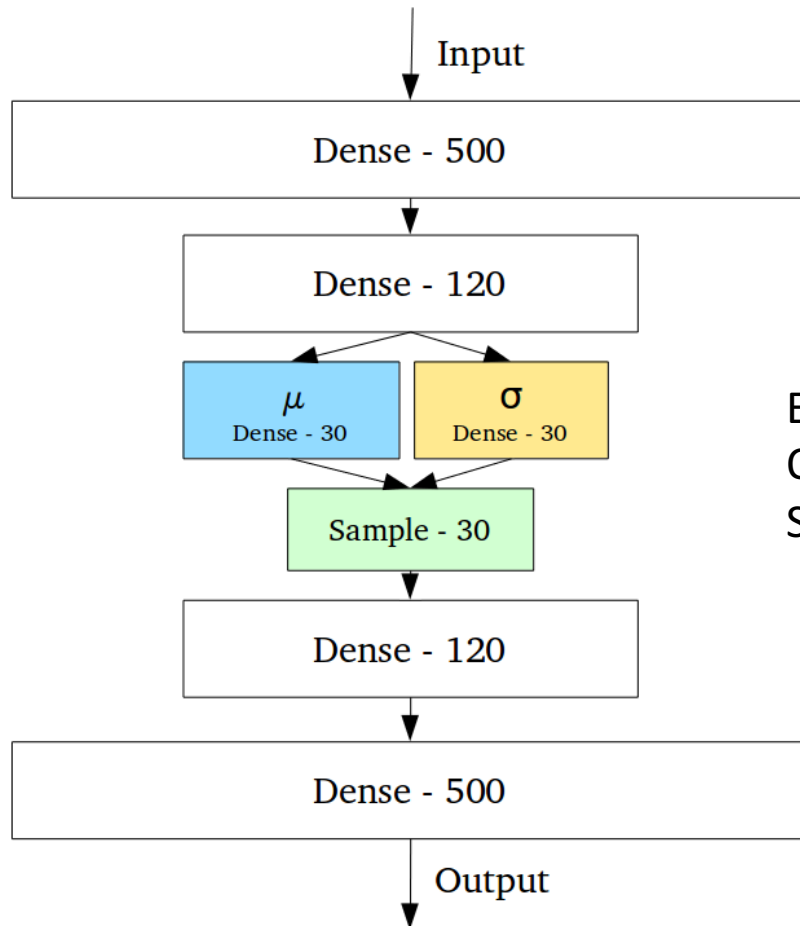 Input
Dense - 500
Dense - 120
μ
Dense - 30
σ
Dense - 30
Sample - 30
Dense - 120
Dense - 500
Output